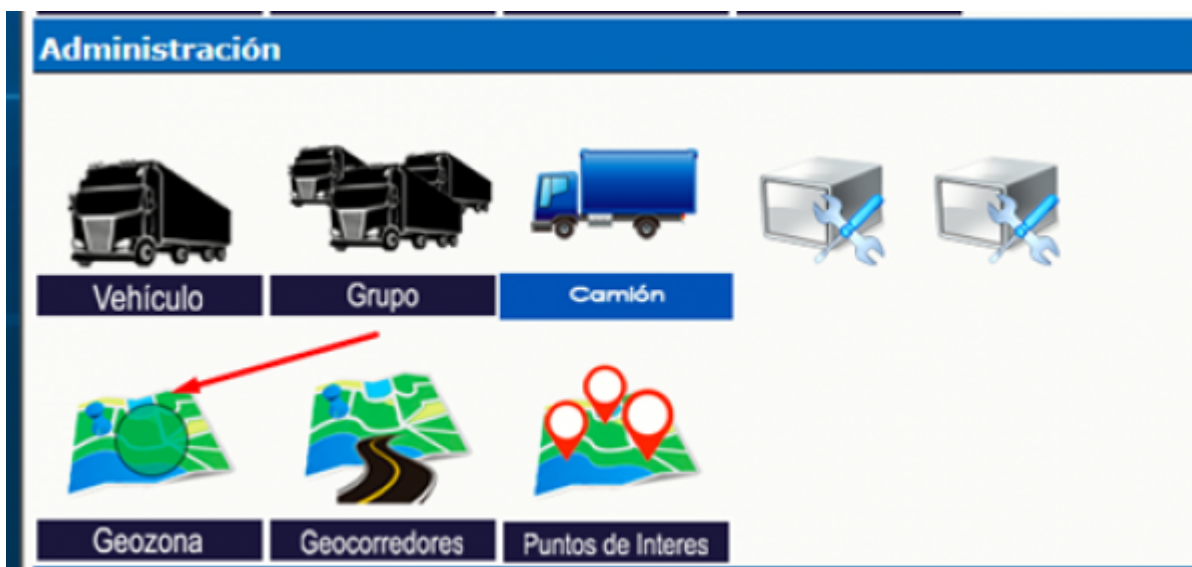 Administración
Vehículo
Grupo
Camión
Geozona
Geocorredores
Puntos de Interes